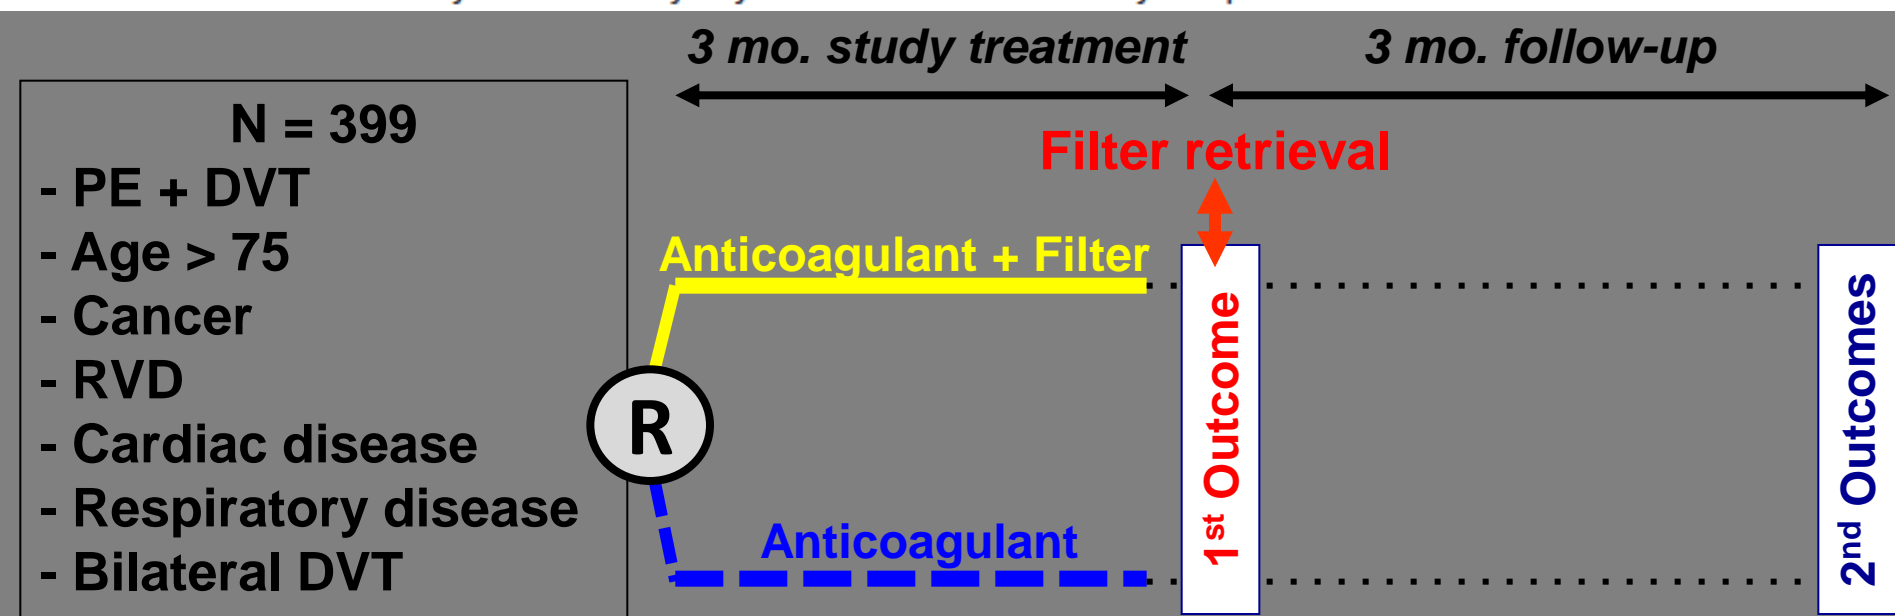 3 mo. study treatment
3 mo. follow-up
N = 399
- PE + DVT
- Age > 75
- Cancer
- RVD
- Cardiac disease
- Respiratory disease
- Bilateral DVT
Filter retrieval
Anticoagulant + Filter
R
Anticoagulant
1st Outcome
2nd Outcomes